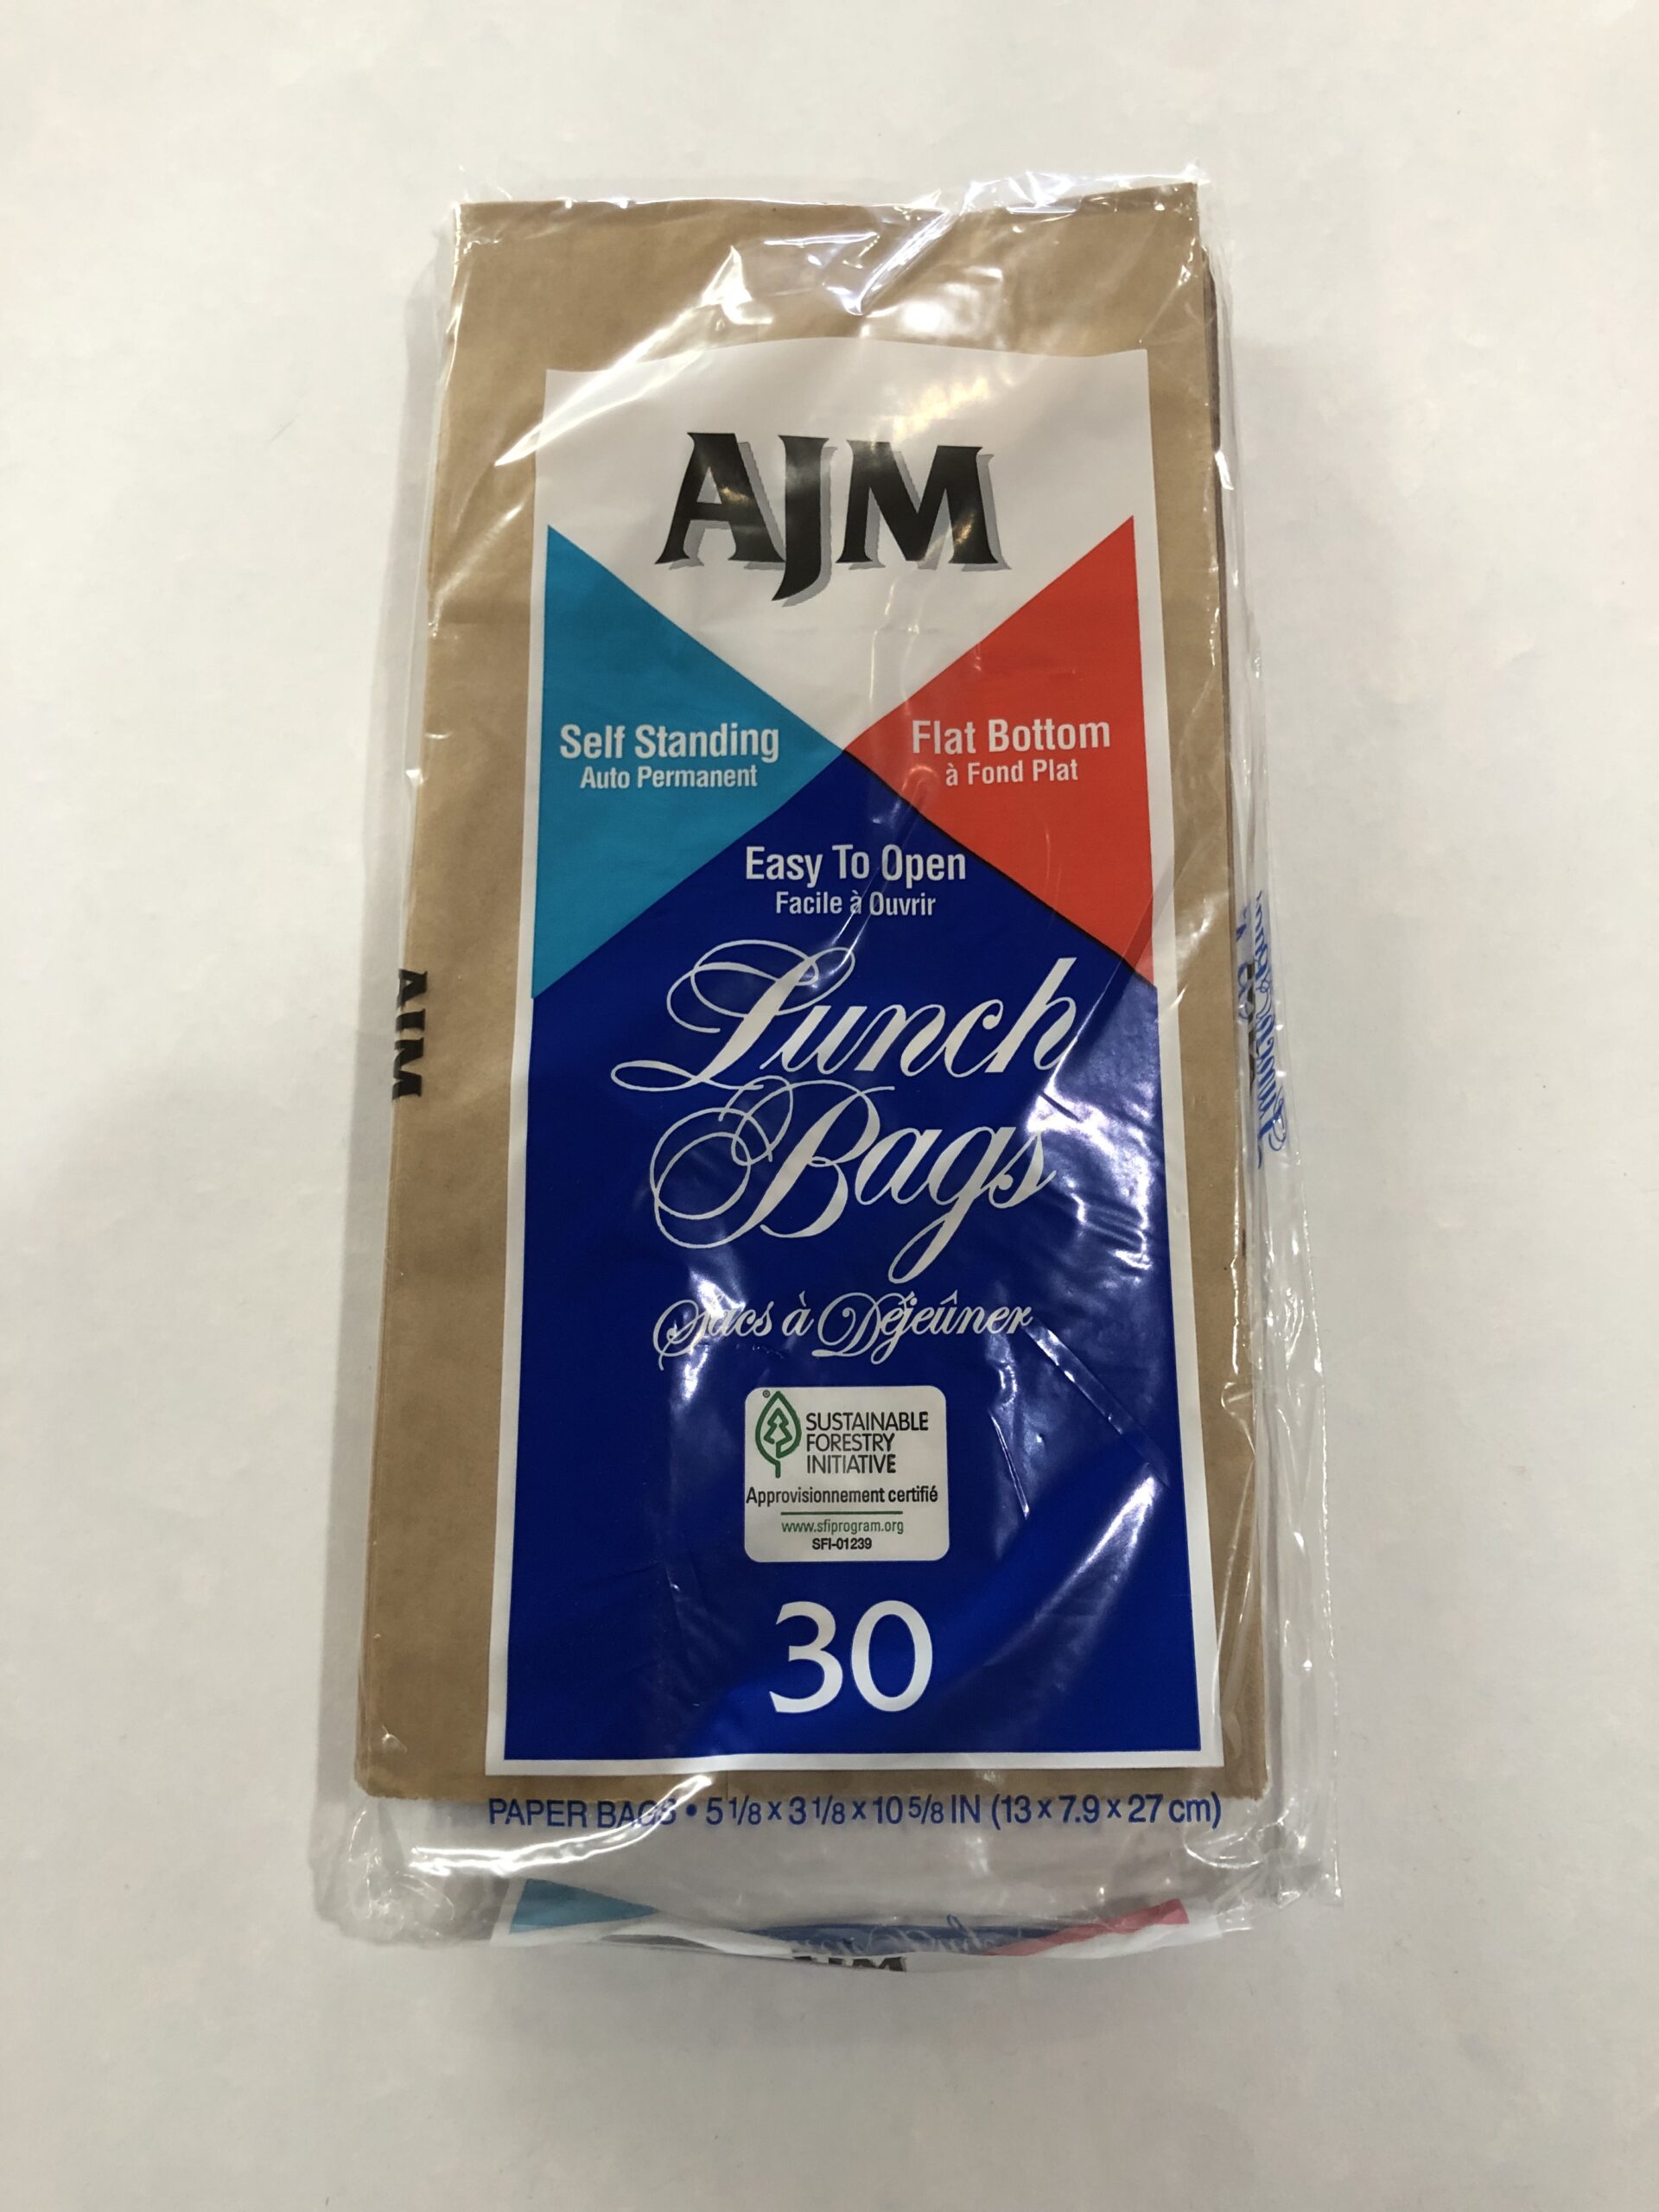 AJM
Self Standing
Auto Permanent
Flat Bottom
à Fond Plat
Easy To Open
Facile à Ouvrir
Lunch
Bags
Sacs à Déjeûner
SUSTAINABLE
FORESTRY
INITIATIVE
Approvisionnement certifié
www.sfiprogram.org
SFI-01239
30
PAPER BAGS • 5 1/8 x 3 1/8 x 10 5/8 IN (13 x 7.9 x 27 cm)
AJM
AJM